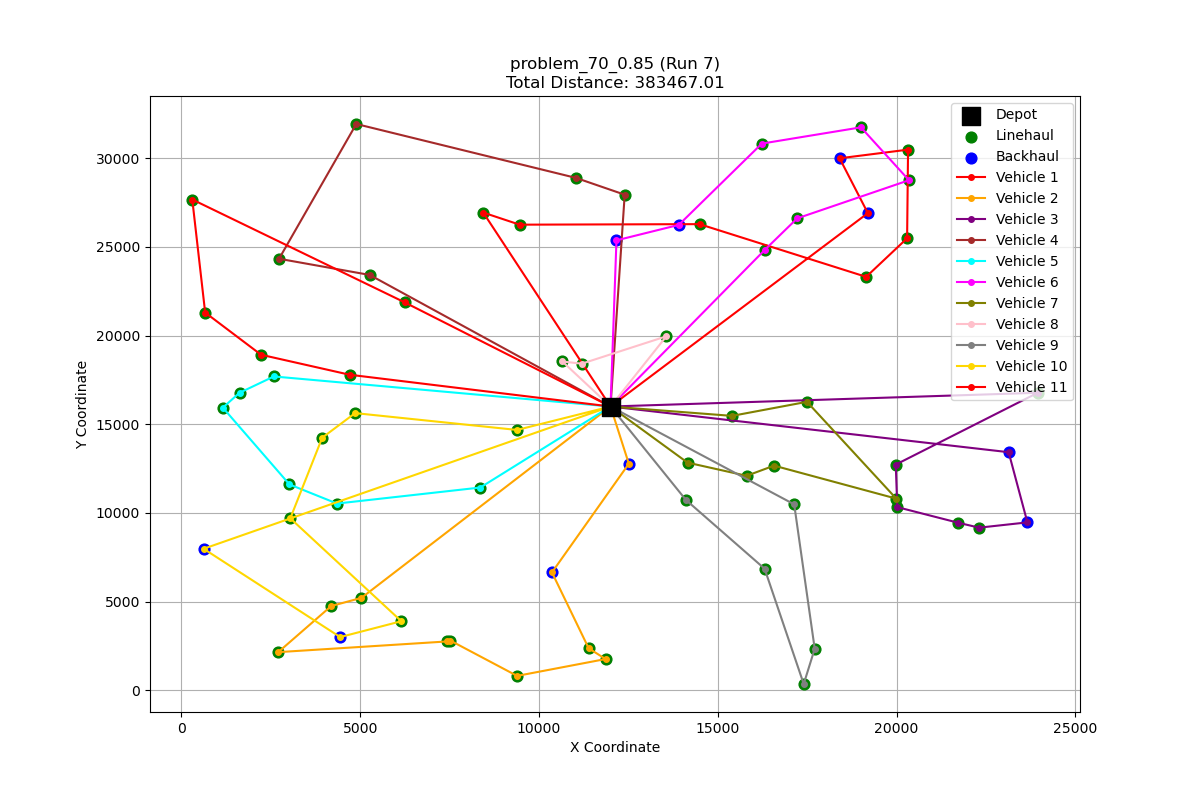 problem_70_0.85 (Run 7)
Total Distance: 383467.01
Y Coordinate
30000
25000
20000
15000
10000
5000
0
0
5000
10000
15000
20000
25000
X Coordinate
Depot
Linehaul
Backhaul
Vehicle 1
Vehicle 2
Vehicle 3
Vehicle 4
Vehicle 5
Vehicle 6
Vehicle 7
Vehicle 8
Vehicle 9
Vehicle 10
Vehicle 11